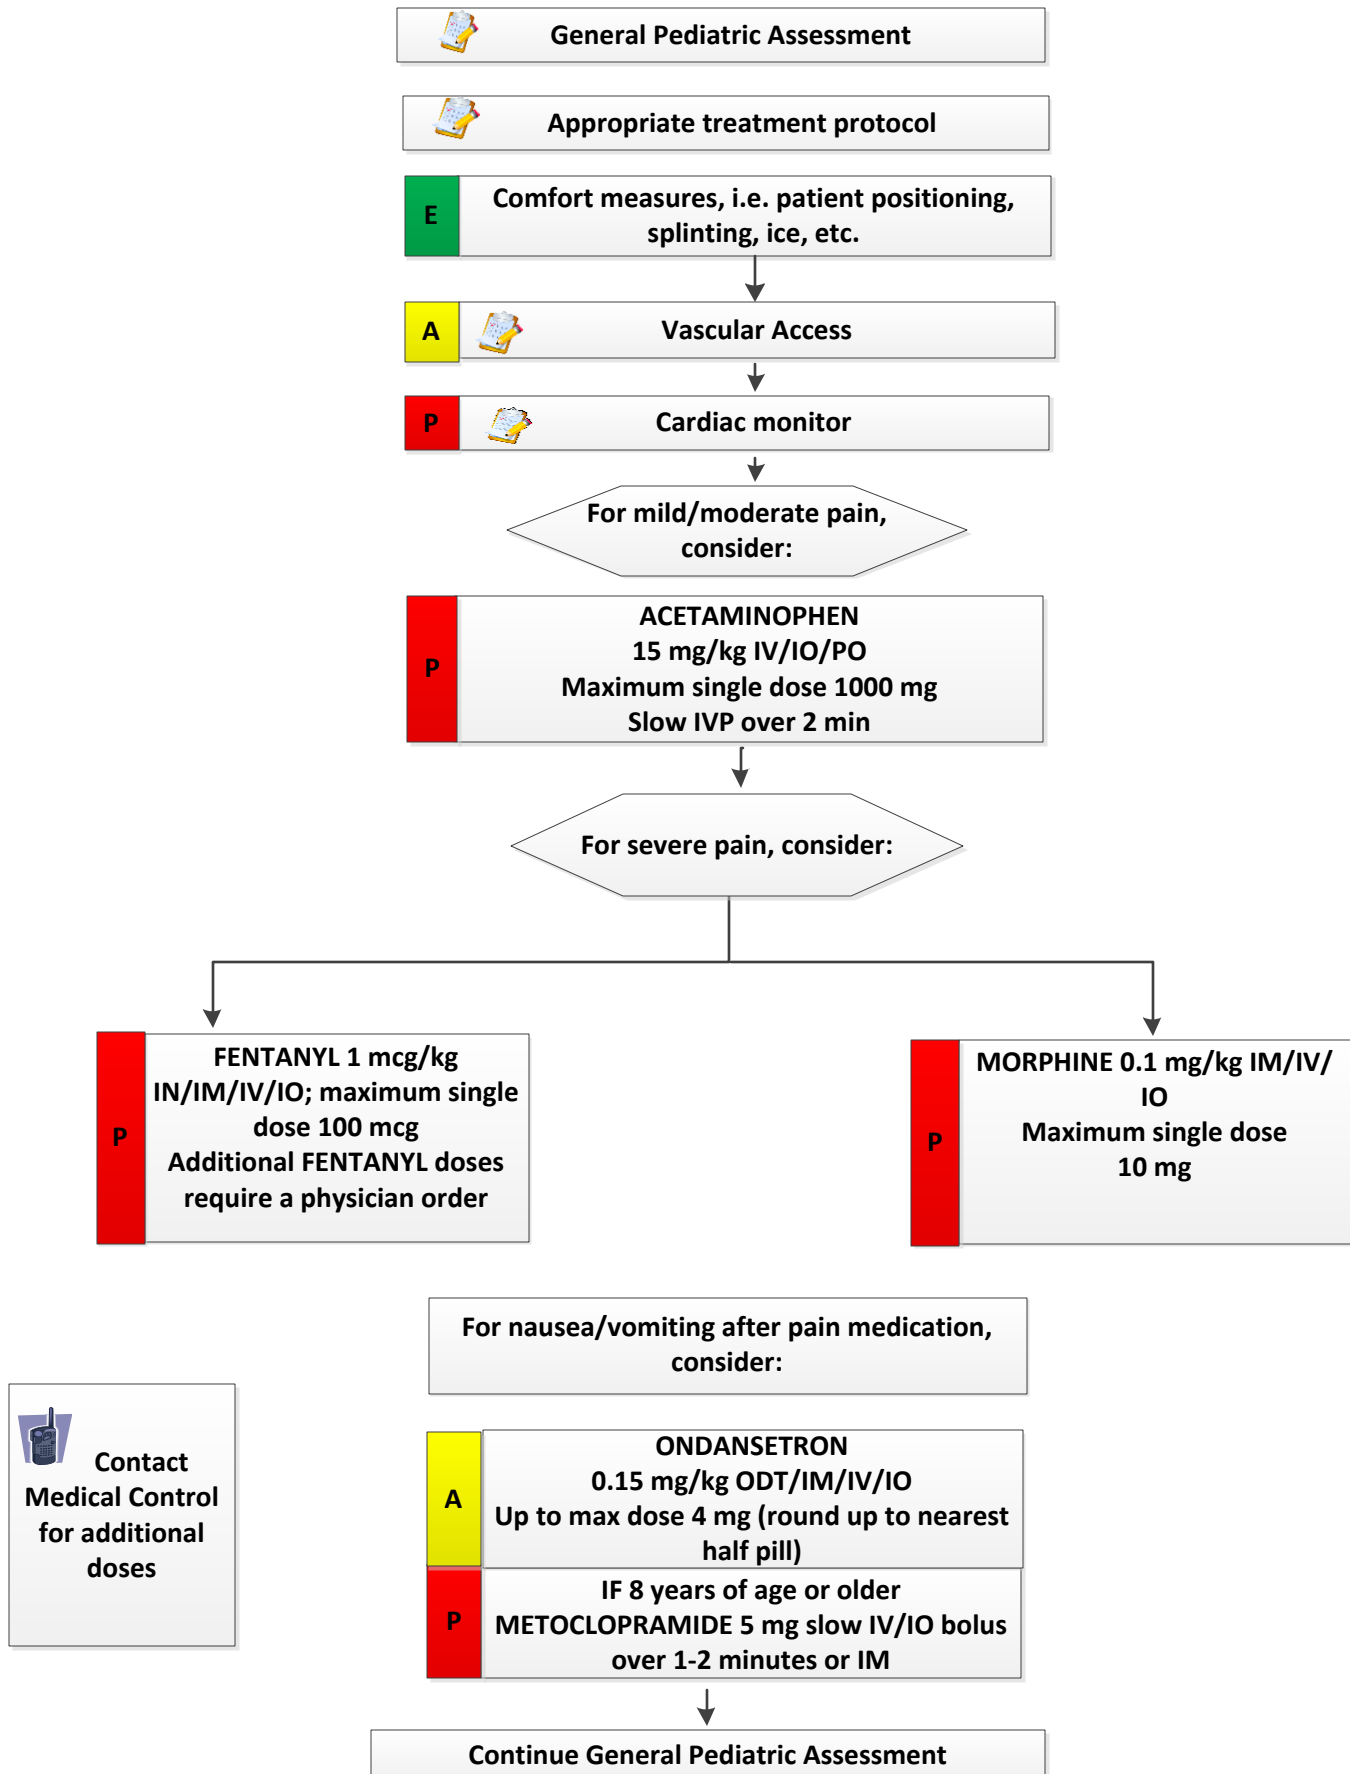 General Pediatric Assessment
Appropriate treatment protocol
E
Comfort measures, i.e. patient positioning,
splinting, ice, etc.
A
Vascular Access
P
Cardiac monitor
For mild/moderate pain,
consider:
P
ACETAMINOPHEN
15 mg/kg IV/IO/PO
Maximum single dose 1000 mg
Slow IVP over 2 min
For severe pain, consider:
P
FENTANYL 1 mcg/kg
IN/IM/IV/IO; maximum single
dose 100 mcg
Additional FENTANYL doses
require a physician order
P
MORPHINE 0.1 mg/kg IM/IV/
IO
Maximum single dose
10 mg
For nausea/vomiting after pain medication,
consider:
Contact
Medical Control
for additional
doses
A
ONDANSETRON
0.15 mg/kg ODT/IM/IV/IO
Up to max dose 4 mg (round up to nearest
half pill)
P
IF 8 years of age or older
METOCLOPRAMIDE 5 mg slow IV/IO bolus
over 1-2 minutes or IM
Continue General Pediatric Assessment